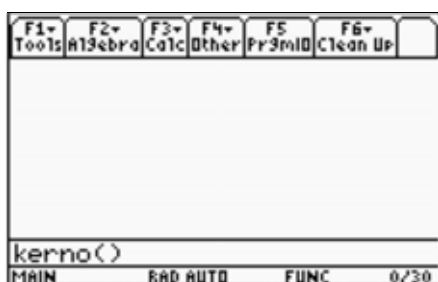 F1▾ F2▾ F3▾ F4▾ F5 F6▾
Tools Algebra Calc Other PrgmIO Clean Up
kerno()
MAIN RAD AUTO FUNC 0/30